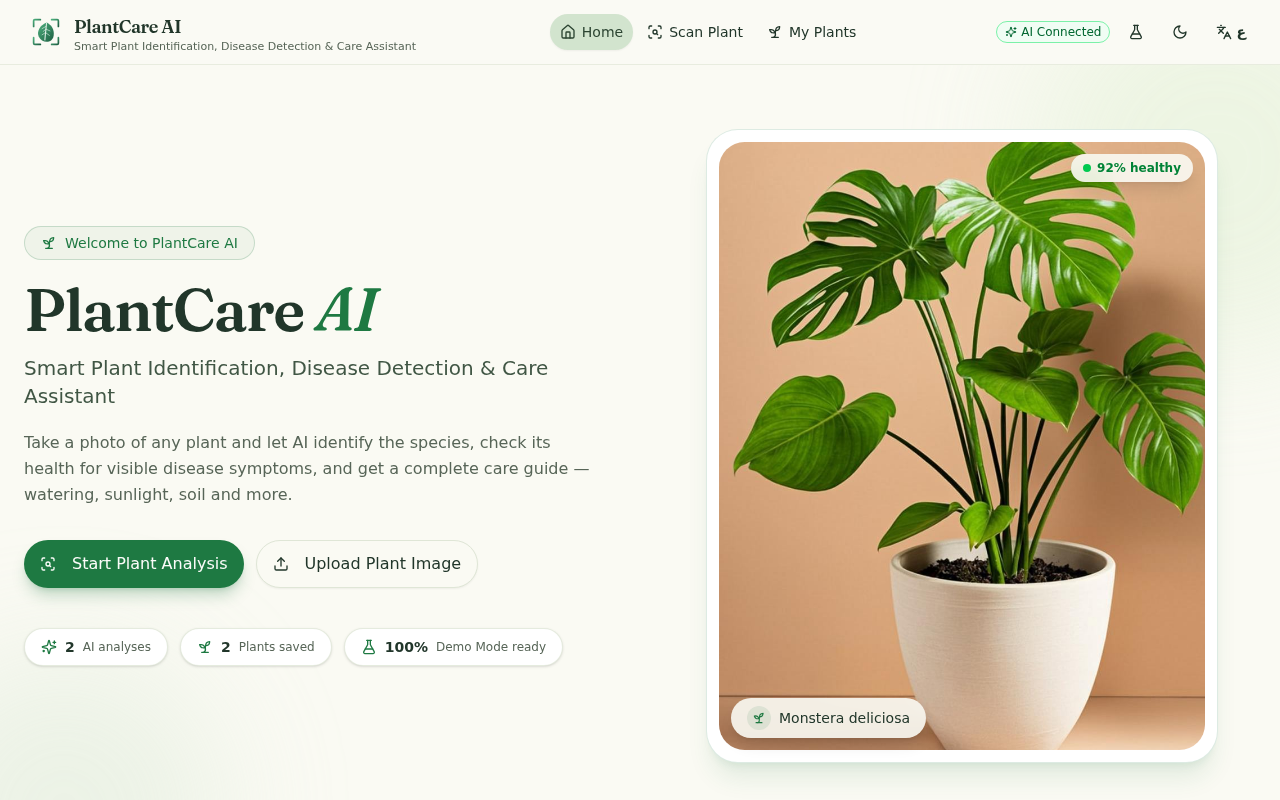 PlantCare AI
Smart Plant Identification, Disease Detection & Care Assistant
Home
Scan Plant
My Plants
AI Connected
ع
92% healthy
Welcome to PlantCare AI
PlantCare AI
Smart Plant Identification, Disease Detection & Care
Assistant
Take a photo of any plant and let AI identify the species, check its
health for visible disease symptoms, and get a complete care guide —
watering, sunlight, soil and more.
Start Plant Analysis
Upload Plant Image
2 AI analyses
2 Plants saved
100% Demo Mode ready
Monstera deliciosa